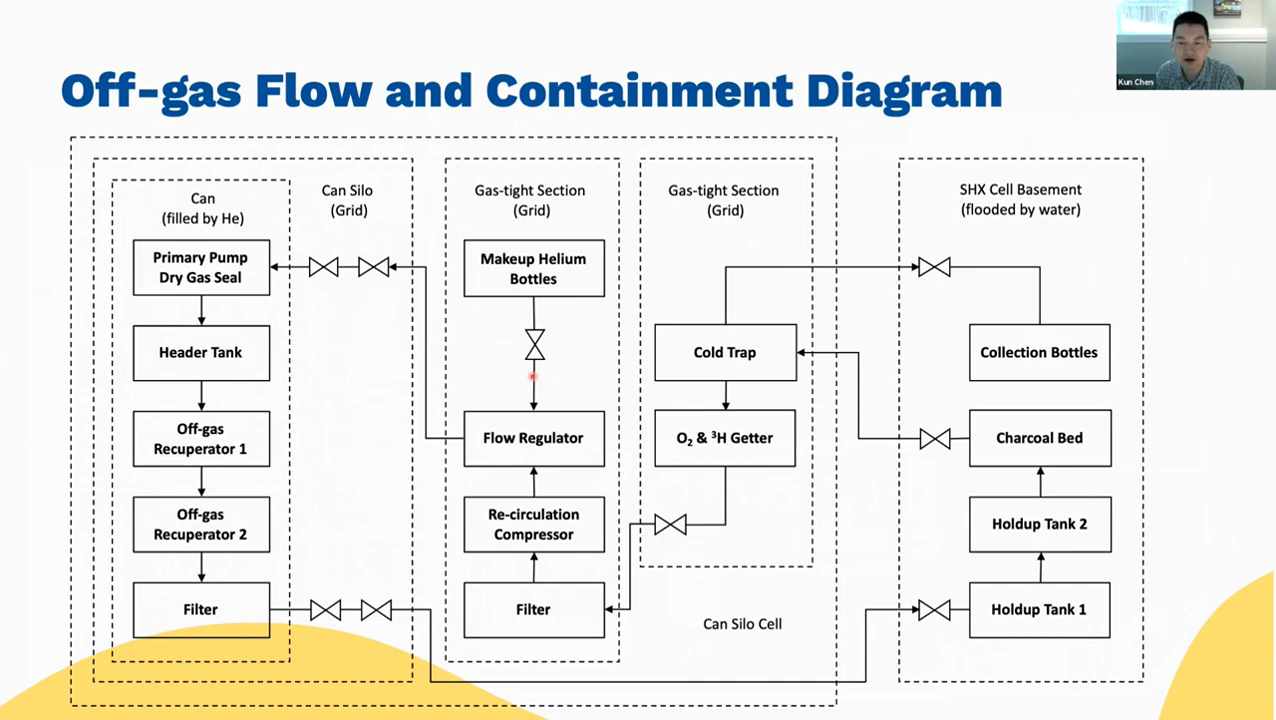 Kun Chen
Off-gas Flow and Containment Diagram
Can
(filled by He)
Can Silo
(Grid)
Primary Pump
Dry Gas Seal
Header Tank
Off-gas
Recuperator 1
Off-gas
Recuperator 2
Filter
Gas-tight Section
(Grid)
Makeup Helium
Bottles
Flow Regulator
Re-circulation
Compressor
Filter
Gas-tight Section
(Grid)
Cold Trap
O₂ & ³H Getter
Can Silo Cell
SHX Cell Basement
(flooded by water)
Collection Bottles
Charcoal Bed
Holdup Tank 2
Holdup Tank 1